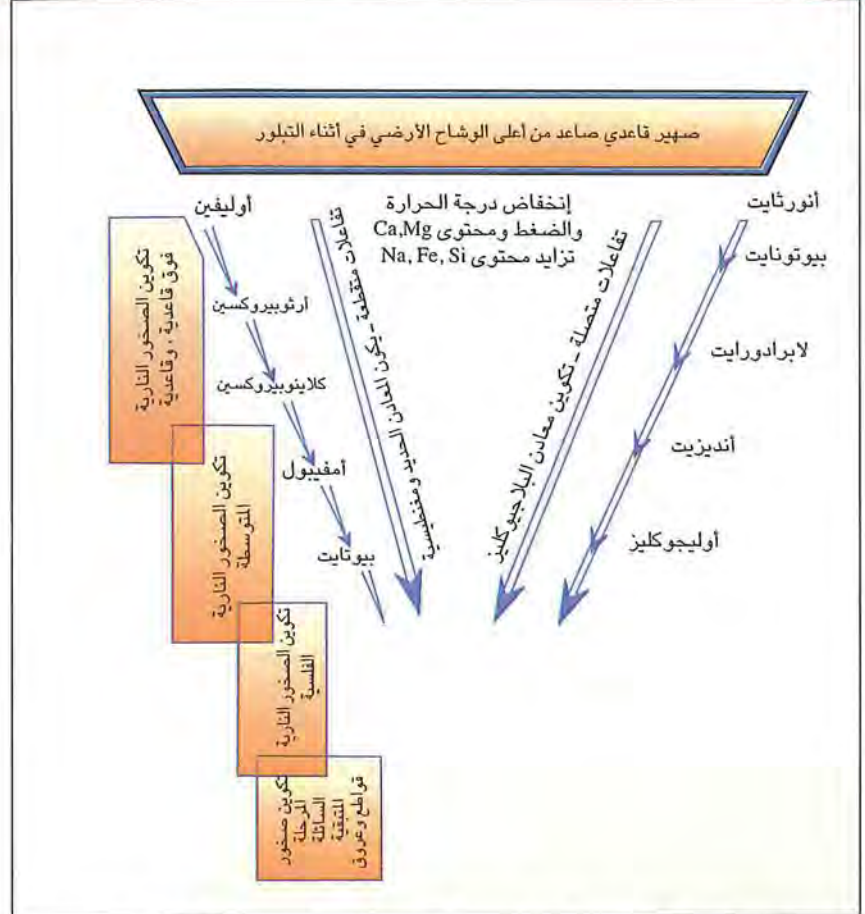 صهير قاعدي صاعد من أعلى الوشاح الأرضي في أثناء التبلور
إنخفاض درجة الحرارة
والضغط ومحتوى Ca,Mg
تزايد محتوى Na, Fe, Si
أنورثايت
بيوتونايت
لابرادورايت
أنديزيت
أوليجوكليز
تفاعلات متصلة - تكوين معادن البلاجيوكليز
تفاعلات متقطعة - يكون المعادن الحديد ومغنطيسية
أوليفين
أرثوبيروكسين
كلاينوبيروكسين
أمفيبول
بيوتايت
تكوين الصخور النارية
فوق قاعدية ، وقاعدية
تكوين الصخور النارية
المتوسطة
تكوين الصخور النارية
الفلسية
تكوين صخور
المرحلة
السائلة
المتبقية
قواطع وعروق